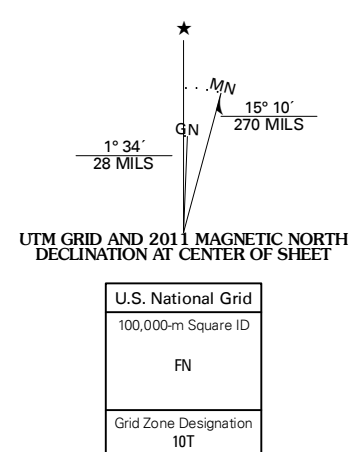 MN
GN
15° 10´
270 MILS
1° 34´
28 MILS
UTM GRID AND 2011 MAGNETIC NORTH
DECLINATION AT CENTER OF SHEET
U.S. National Grid
100,000-m Square ID
FN
Grid Zone Designation
10T